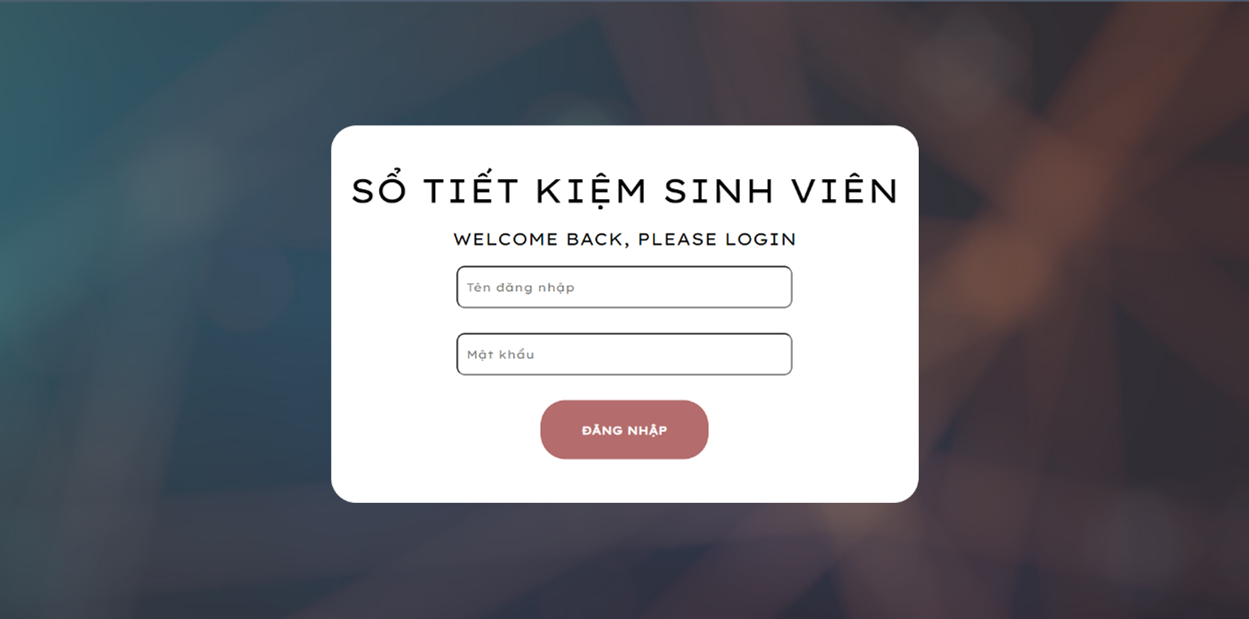 SỔ TIẾT KIỆM SINH VIÊN
WELCOME BACK, PLEASE LOGIN
Tên đăng nhập
Mật khẩu
ĐĂNG NHẬP